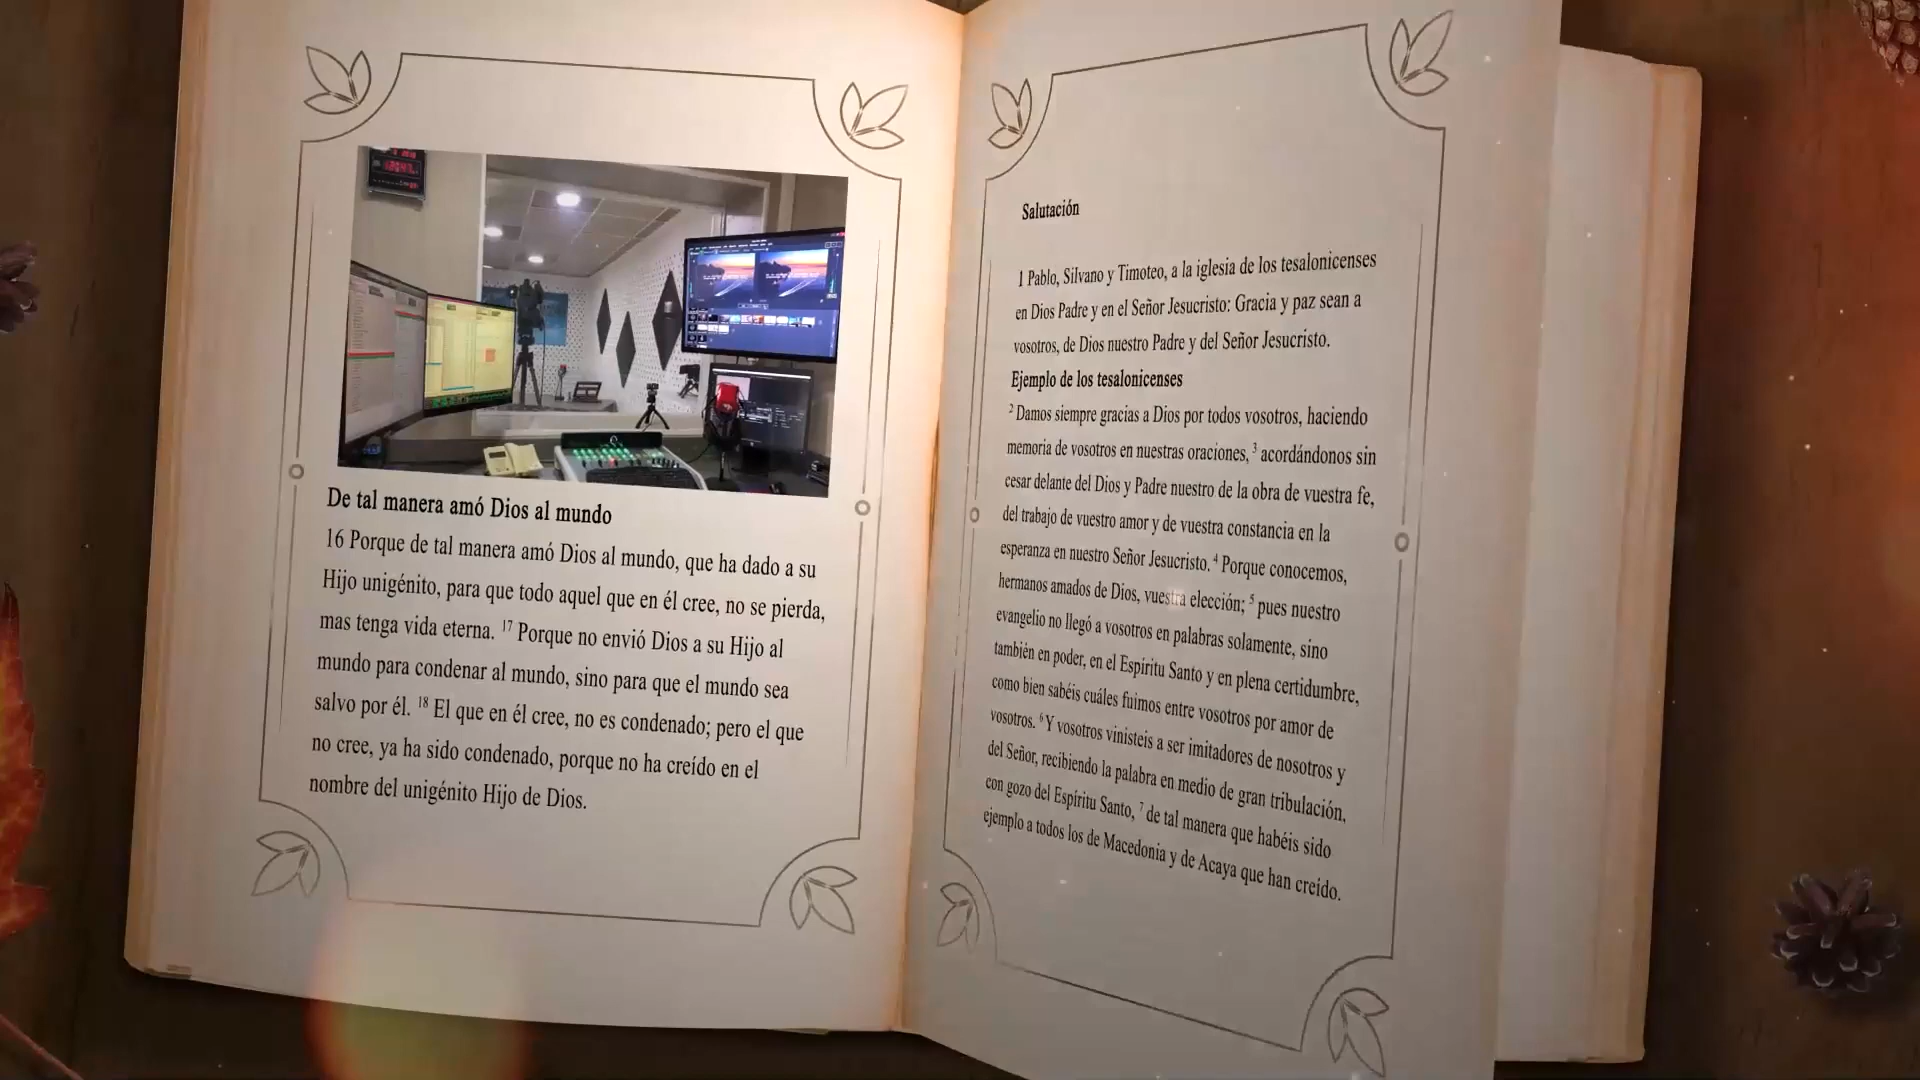 De tal manera amó Dios al mundo
16 Porque de tal manera amó Dios al mundo, que ha dado a su
Hijo unigénito, para que todo aquel que en él cree, no se pierda,
mas tenga vida eterna. 17 Porque no envió Dios a su Hijo al
mundo para condenar al mundo, sino para que el mundo sea
salvo por él. 18 El que en él cree, no es condenado; pero el que
no cree, ya ha sido condenado, porque no ha creído en el
nombre del unigénito Hijo de Dios.
Salutación
1 Pablo, Silvano y Timoteo, a la iglesia de los tesalonicenses
en Dios Padre y en el Señor Jesucristo: Gracia y paz sean a
vosotros, de Dios nuestro Padre y del Señor Jesucristo.
Ejemplo de los tesalonicenses
2 Damos siempre gracias a Dios por todos vosotros, haciendo
memoria de vosotros en nuestras oraciones, 3 acordándonos sin
cesar delante del Dios y Padre nuestro de la obra de vuestra fe,
del trabajo de vuestro amor y de vuestra constancia en la
esperanza en nuestro Señor Jesucristo. 4 Porque conocemos,
hermanos amados de Dios, vuestra elección; 5 pues nuestro
evangelio no llegó a vosotros en palabras solamente, sino
también en poder, en el Espíritu Santo y en plena certidumbre,
como bien sabéis cuáles fuimos entre vosotros por amor de
vosotros. 6 Y vosotros vinisteis a ser imitadores de nosotros y
del Señor, recibiendo la palabra en medio de gran tribulación,
con gozo del Espíritu Santo, 7 de tal manera que habéis sido
ejemplo a todos los de Macedonia y de Acaya que han creído.